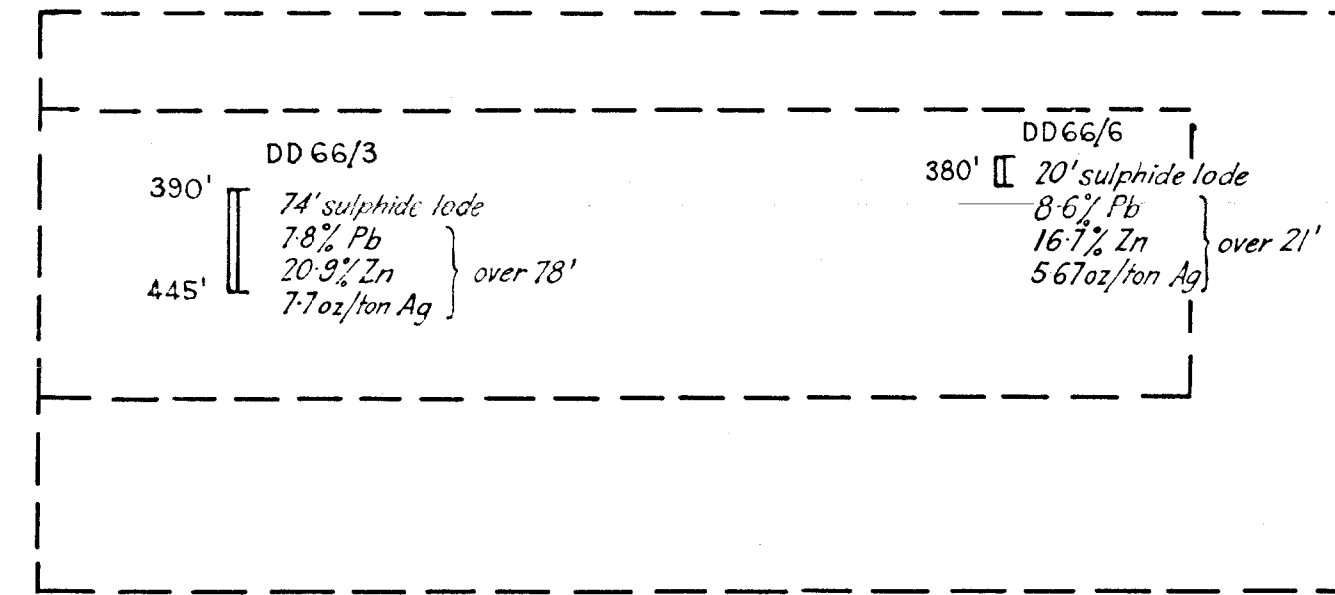 DD 66/3
390'
74' sulphide lode
7.8% Pb
20.9% Zn
over 78'
445'
7.7 oz/ton Ag
DD 66/6
380'
20' sulphide lode
8.6% Pb
16.7% Zn
over 21'
5.67 oz/ton Ag